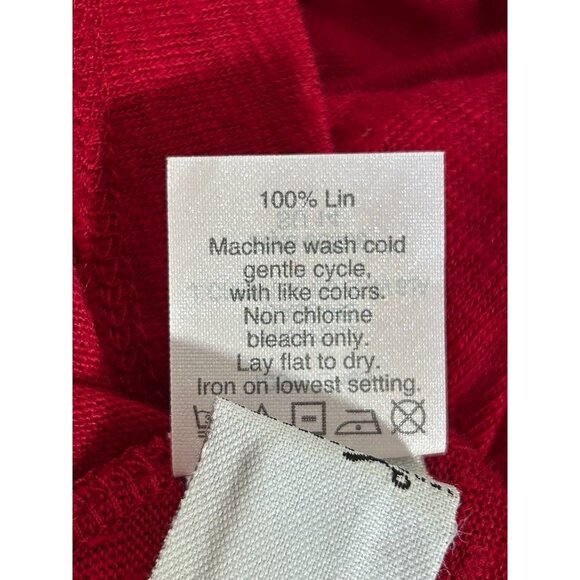 100% Lin
Machine wash cold
gentle cycle,
with like colors.
Non chlorine
bleach only.
Lay flat to dry.
Iron on lowest setting.